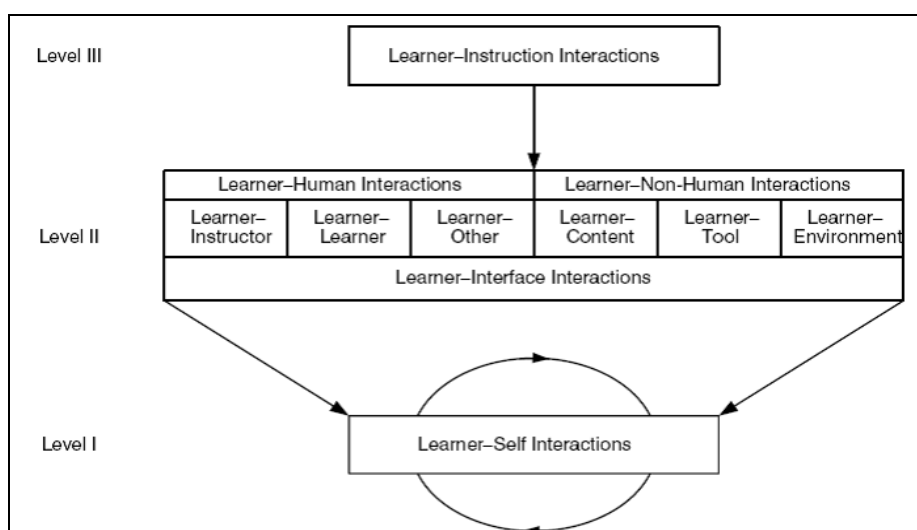 Level III
Learner–Instruction Interactions
Learner–Human Interactions
Learner–Non-Human Interactions
Level II
Learner–
Instructor
Learner–
Learner
Learner–
Other
Learner–
Content
Learner–
Tool
Learner–
Environment
Learner–Interface Interactions
Level I
Learner–Self Interactions